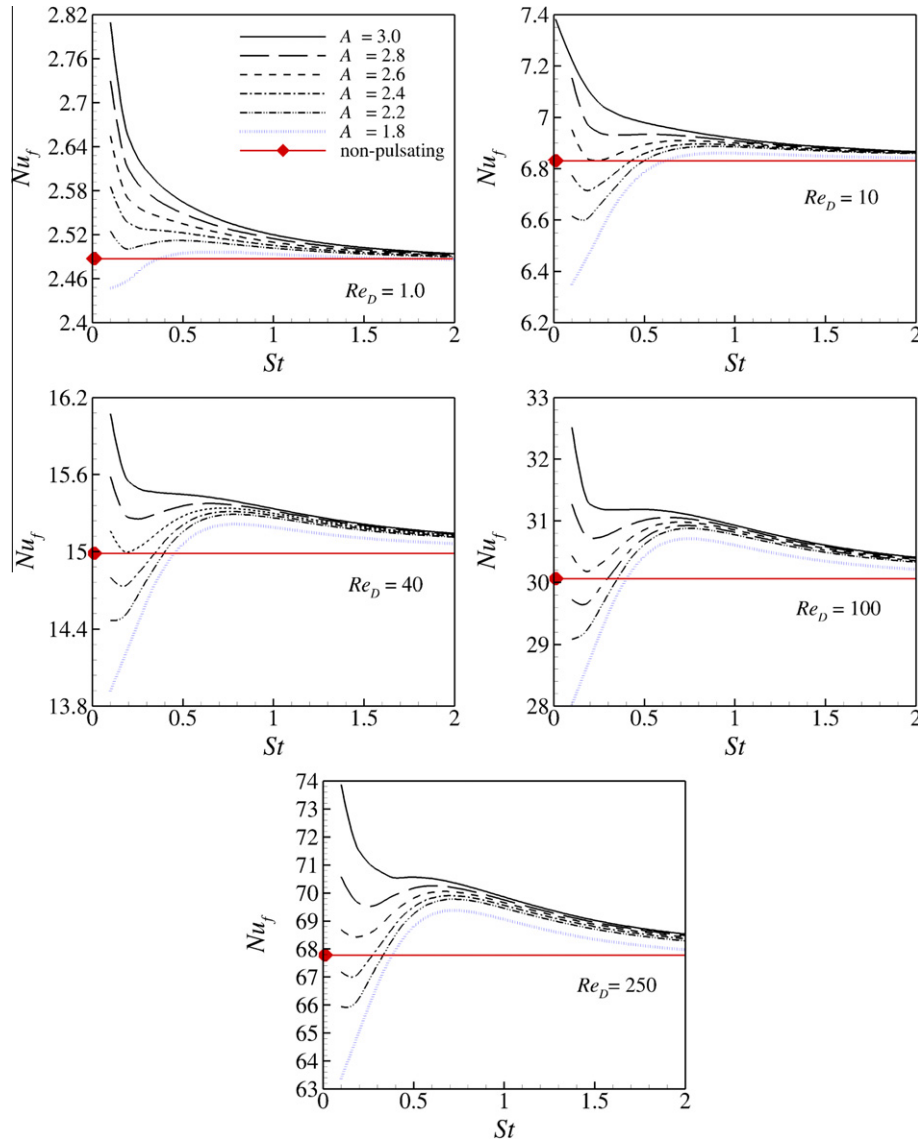 2.82
2.76
2.7
2.64
2.58
2.52
2.46
2.4
Nu_f
A = 3.0
A = 2.8
A = 2.6
A = 2.4
A = 2.2
A = 1.8
non-pulsating
Re_D = 1.0
0 0.5 1 1.5 2
St
7.4
7.2
7
6.8
6.6
6.4
6.2
Nu_f
Re_D = 10
0 0.5 1 1.5 2
St
16.2
15.6
15
14.4
13.8
Nu_f
Re_D = 40
0 0.5 1 1.5 2
St
33
32
31
30
29
28
Nu_f
Re_D = 100
0 0.5 1 1.5 2
St
74
73
72
71
70
69
68
67
66
65
64
63
Nu_f
Re_D = 250
0 0.5 1 1.5 2
St